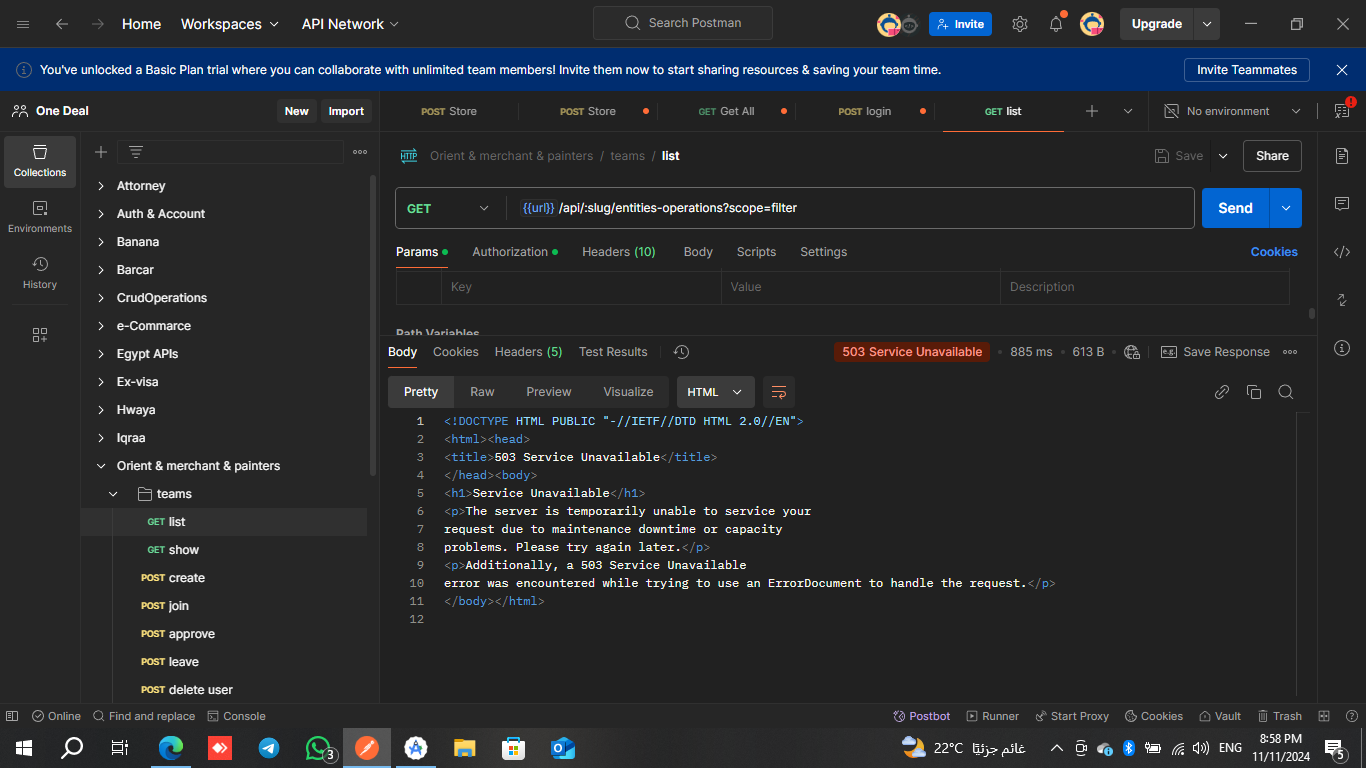 Home Workspaces API Network Search Postman Invite Upgrade
You've unlocked a Basic Plan trial where you can collaborate with unlimited team members! Invite them now to start sharing resources & saving your team time. Invite Teammates
One Deal New Import
POST Store POST Store GET Get All POST login GET list No environment
Collections
Environments
History
Attorney
Auth & Account
Banana
Barcar
CrudOperations
e-Commerce
Egypt APIs
Ex-visa
Hwaya
Iqraa
Orient & merchant & painters
teams
GET list
GET show
POST create
POST join
POST approve
POST leave
POST delete user
HTTP Orient & merchant & painters / teams / list Save Share
GET {{url}} /api/:slug/entities-operations?scope=filter Send
Params Authorization Headers (10) Body Scripts Settings Cookies
Key Value Description
Path Variables
Body Cookies Headers (5) Test Results 503 Service Unavailable 885 ms 613 B e.g. Save Response
Pretty Raw Preview Visualize HTML
1 <!DOCTYPE HTML PUBLIC "-//IETF//DTD HTML 2.0//EN">
2 <html><head>
3 <title>503 Service Unavailable</title>
4 </head><body>
5 <h1>Service Unavailable</h1>
6 <p>The server is temporarily unable to service your
7 request due to maintenance downtime or capacity
8 problems. Please try again later.</p>
9 <p>Additionally, a 503 Service Unavailable
10 error was encountered while trying to use an ErrorDocument to handle the request.</p>
11 </body></html>
12
Online Find and replace Console Postbot Runner Start Proxy Cookies Vault Trash
3 22°C غائم جزئيًا ENG 8:58 PM
11/11/2024 5